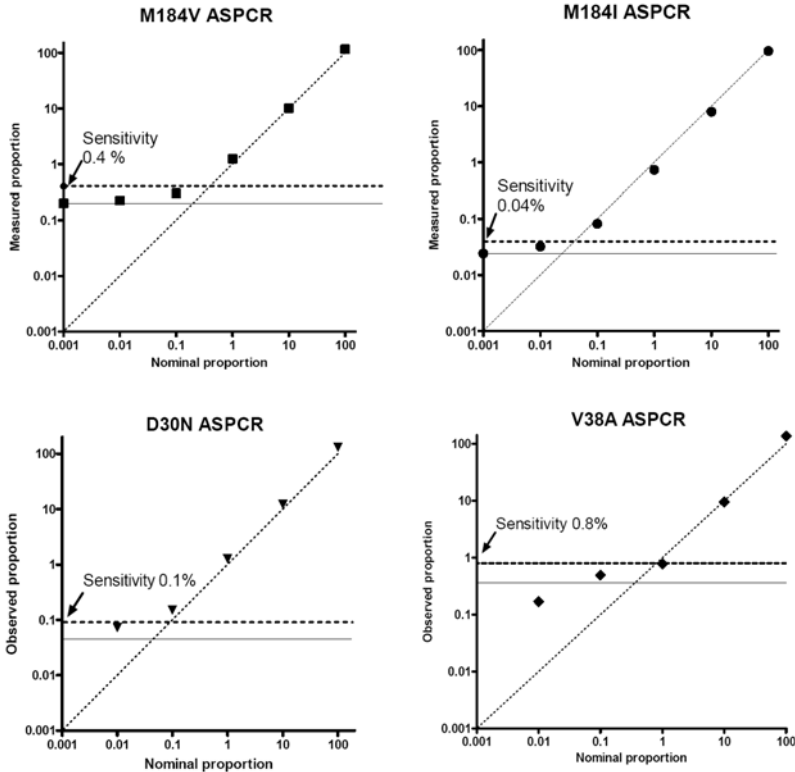 M184V ASPCR
Measured proportion
100
10
1
0.1
0.01
0.001
Sensitivity
0.4 %
0.001 0.01 0.1 1 10 100
Nominal proportion
M184I ASPCR
Measured proportion
100
10
1
0.1
0.01
0.001
Sensitivity
0.04%
0.001 0.01 0.1 1 10 100
Nominal proportion
D30N ASPCR
Observed proportion
100
10
1
0.1
0.01
0.001
Sensitivity 0.1%
0.001 0.01 0.1 1 10 100
Nominal proportion
V38A ASPCR
Observed proportion
100
10
1
0.1
0.01
0.001
Sensitivity 0.8%
0.001 0.01 0.1 1 10 100
Nominal proportion